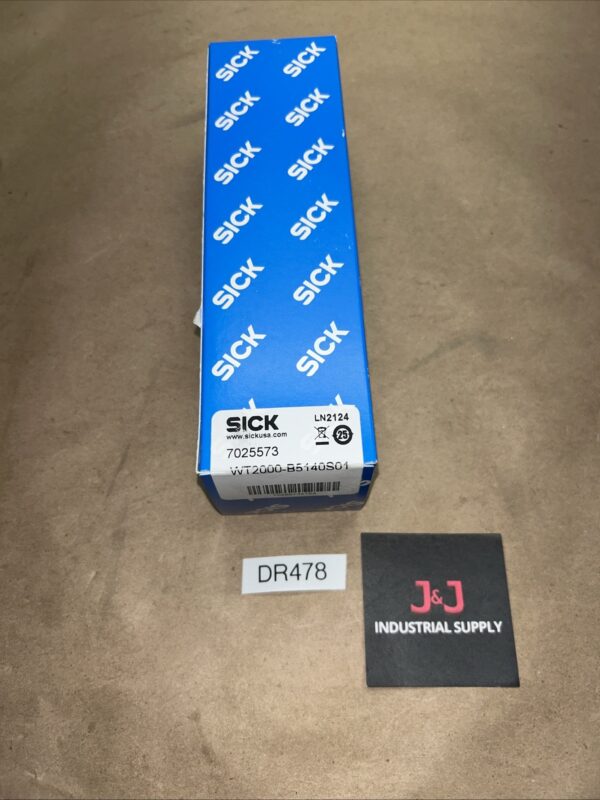 SICK SICK
SICK SICK
SICK SICK
SICK SICK
SICK SICK
SICK SICK
SICK LN2124
www.sickusa.com
25
7025573
WT2000-B5140S01
DR478
J&J
INDUSTRIAL SUPPLY